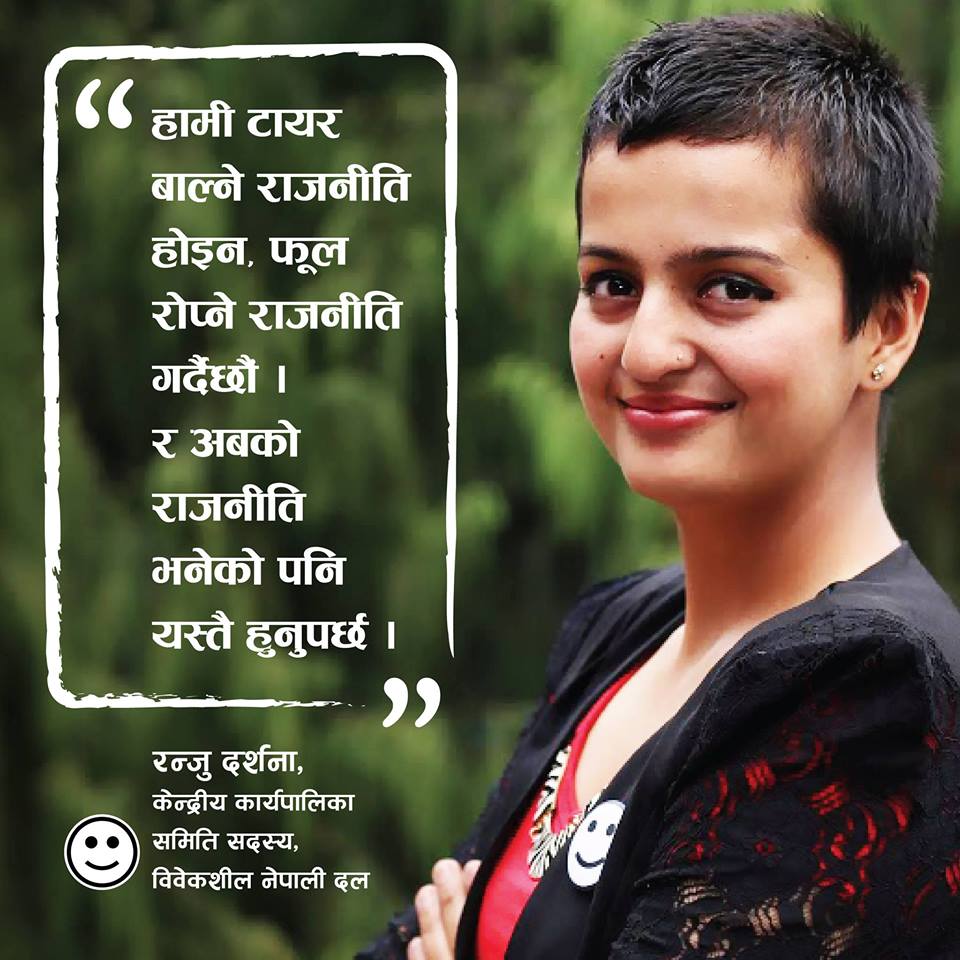 “ हामी टायर
बाल्ने राजनीति
होइन, फूल
रोप्ने राजनीति
गर्दैछौं ।
र अबको
राजनीति
भनेको पनि
यस्तै हुनुपर्छ । ”
रन्जु दर्शना,
केन्द्रीय कार्यपालिका
समिति सदस्य,
विवेकशील नेपाली दल